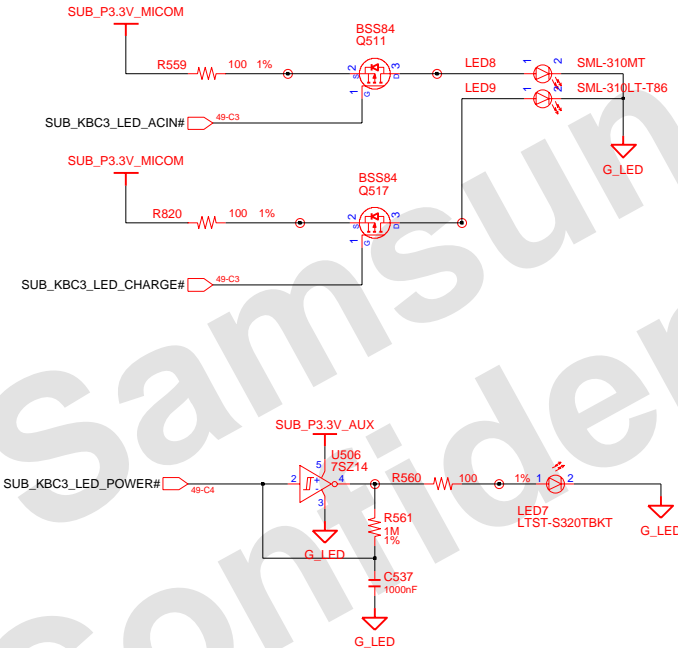 SUB_P3.3V_MICOM
BSS84
Q511
R559 100 1%
2 S D 3
1 G
LED8 1 2 SML-310MT
LED9 1 2 SML-310LT-T86
SUB_KBC3_LED_ACIN# 49-C3
G_LED
SUB_P3.3V_MICOM
BSS84
Q517
R820 100 1%
2 S D 3
1 G
SUB_KBC3_LED_CHARGE# 49-C3
Samsung
Confiden
SUB_P3.3V_AUX
U506
7SZ14
5
+
2 4
-
3
SUB_KBC3_LED_POWER# 49-C4
R560 100 1% 1 2
LED7
LTST-S320TBKT
G_LED
R561
1M
1%
G_LED
C537
1000nF
G_LED